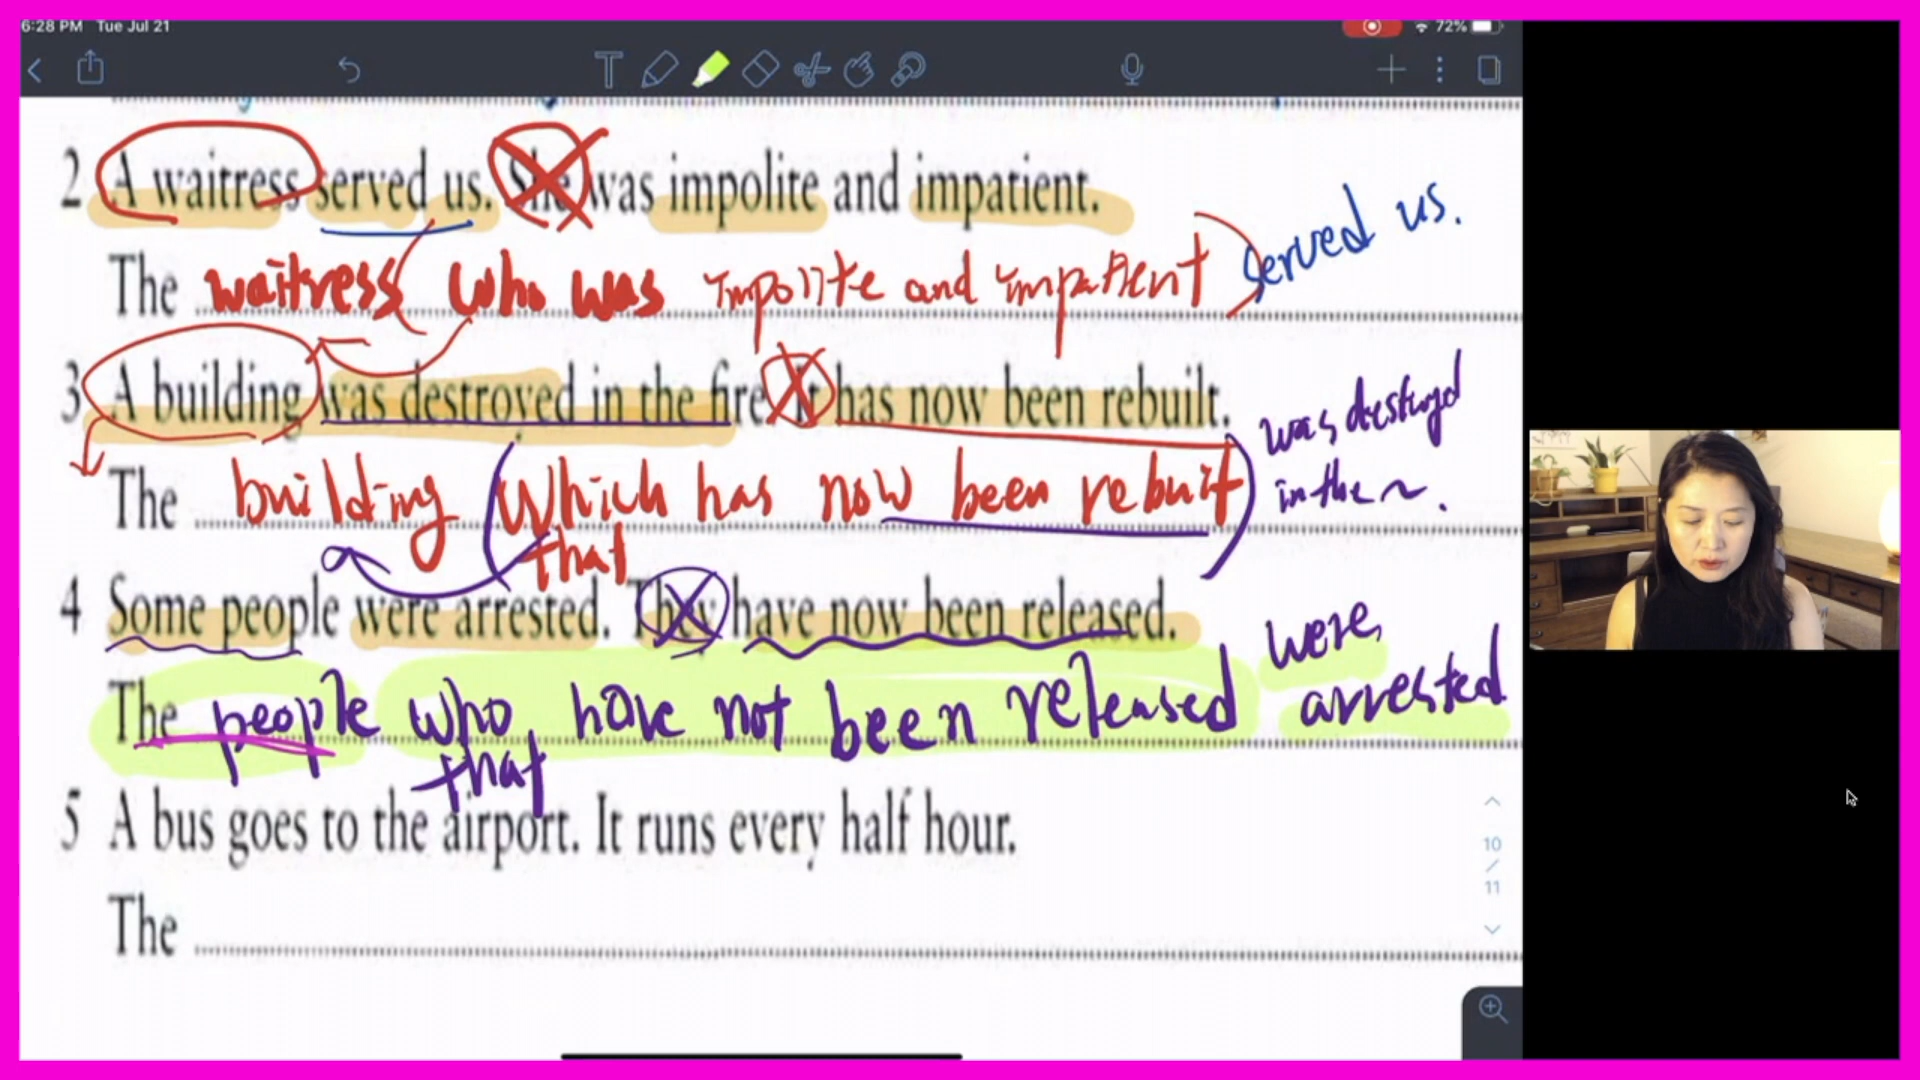 6:28 PM Tue Jul 21
72%
2 A waitress served us. She was impolite and impatient.
served us.
The waitress who was impolite and impatient
3 A building was destroyed in the fire. It has now been rebuilt.
was destroyed
in the ~.
The building (which has now been rebuilt)
that
4 Some people were arrested. They have now been released.
were
arrested
The people who have not been released
that
5 A bus goes to the airport. It runs every half hour.
10
/
11
The